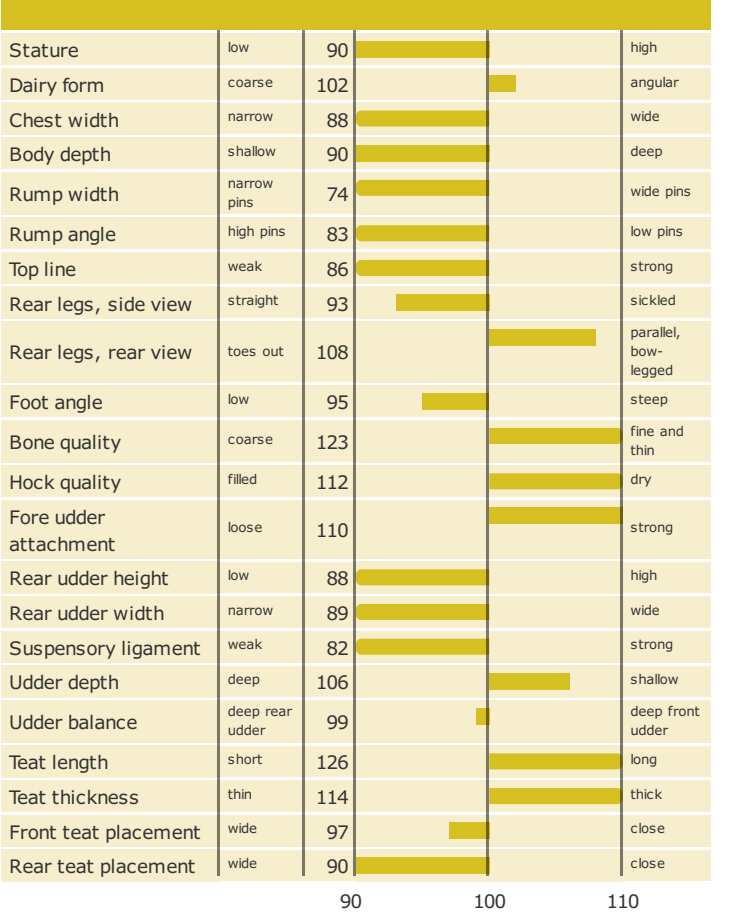 Stature low 90 high
Dairy form coarse 102 angular
Chest width narrow 88 wide
Body depth shallow 90 deep
Rump width narrow pins 74 wide pins
Rump angle high pins 83 low pins
Top line weak 86 strong
Rear legs, side view straight 93 sickled
Rear legs, rear view toes out 108 parallel, bow-legged
Foot angle low 95 steep
Bone quality coarse 123 fine and thin
Hock quality filled 112 dry
Fore udder attachment loose 110 strong
Rear udder height low 88 high
Rear udder width narrow 89 wide
Suspensory ligament weak 82 strong
Udder depth deep 106 shallow
Udder balance deep rear udder 99 deep front udder
Teat length short 126 long
Teat thickness thin 114 thick
Front teat placement wide 97 close
Rear teat placement wide 90 close
90 100 110